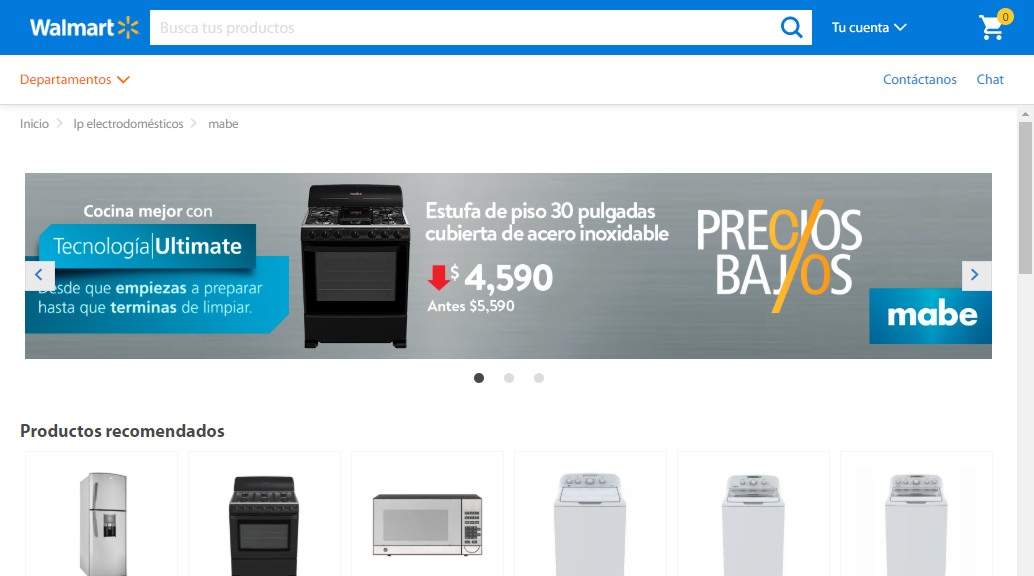 Walmart
Busca tus productos
Tu cuenta
0
Departamentos
Contáctanos
Chat
Inicio
lp electrodomésticos
mabe
Cocina mejor con
Tecnología|Ultimate
Desde que empiezas a preparar
hasta que terminas de limpiar.
Estufa de piso 30 pulgadas
cubierta de acero inoxidable
$4,590
Antes $5,590
PRECIOS
BAJOS
mabe
Productos recomendados